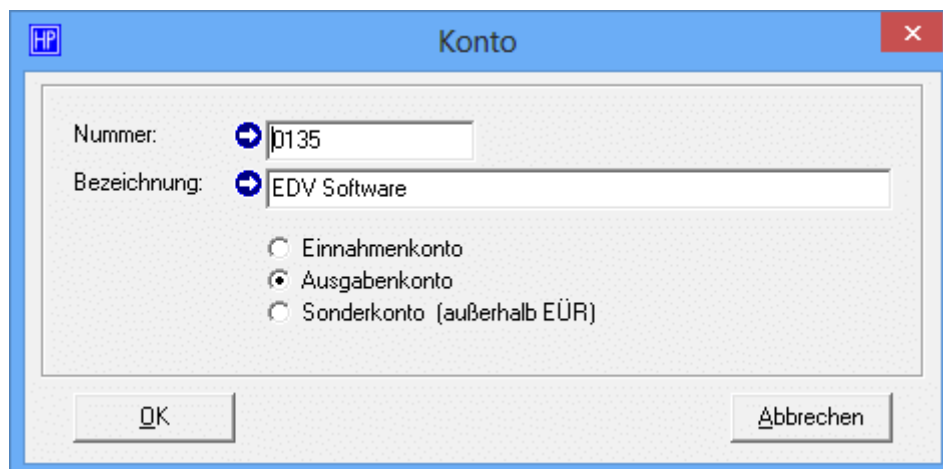 HP Konto
Nummer: 0135
Bezeichnung: EDV Software
Einnahmenkonto
Ausgabenkonto
Sonderkonto (außerhalb EÜR)
OK Abbrechen